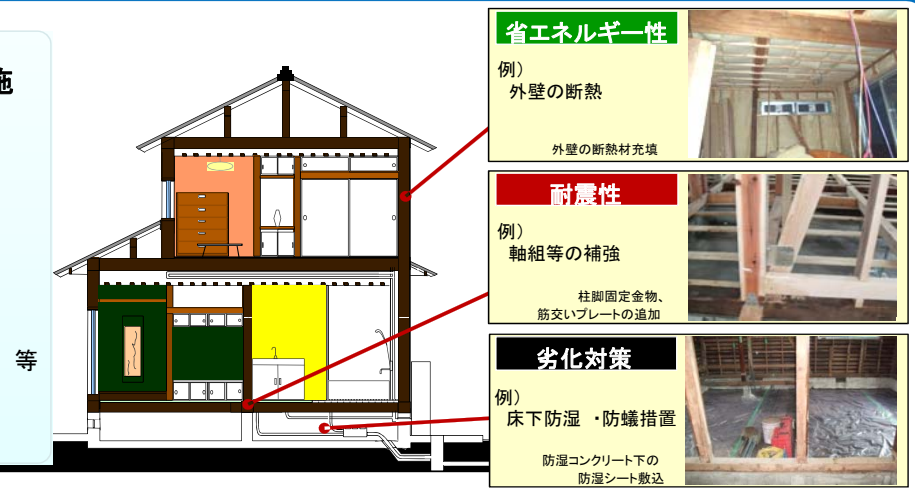 施
等
省エネルギー性
例）
外壁の断熱
外壁の断熱材充填
耐震性
例）
軸組等の補強
柱脚固定金物、
筋交いプレートの追加
劣化対策
例）
床下防湿 ・防蟻措置
防湿コンクリート下の
防湿シート敷込